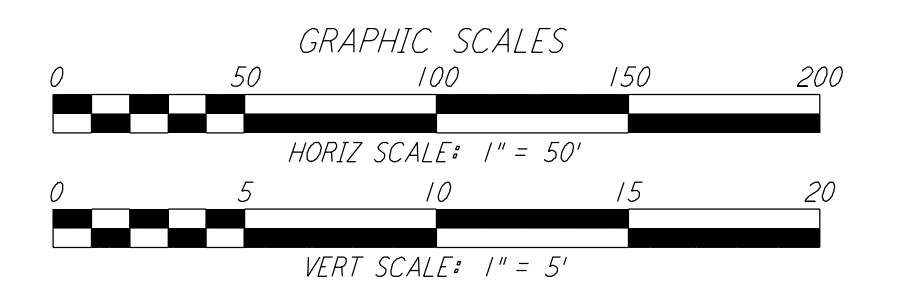 GRAPHIC SCALES
0 50 100 150 200
HORIZ SCALE: 1" = 50'
0 5 10 15 20
VERT SCALE: 1" = 5'